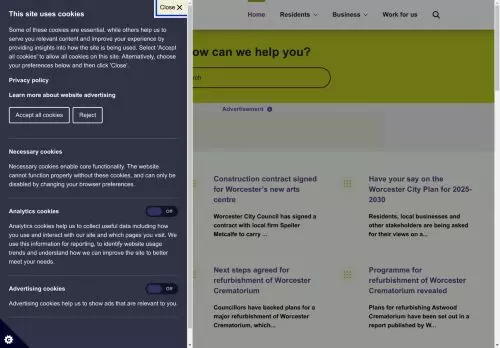 This site uses cookies
Close
Some of these cookies are essential, while others help us to
serve you relevant content and improve your experience by
providing insights into how the site is being used. Select 'Accept
all cookies' to allow all cookies on this site. Alternatively, choose
your preferences below and then click 'Close'.
Privacy policy
Learn more about website advertising
Accept all cookies
Reject
Necessary cookies
Necessary cookies enable core functionality. The website
cannot function properly without these cookies, and can only be
disabled by changing your browser preferences.
Analytics cookies
Off
Analytics cookies help us to collect useful data including how
you use and interact with our site and which pages you visit. We
use this information for reporting, to identify website usage
trends and understand how we can improve the site to better
meet your needs.
Advertising cookies
Off
Advertising cookies help us to show ads that are relevant to you.
Home
Residents
Business
Work for us
ow can we help you?
rch
Advertisement
Construction contract signed
for Worcester's new arts
centre
Worcester City Council has signed a
contract with local firm Speller
Metcalfe to carry ...
Have your say on the
Worcester City Plan for 2025-
2030
Residents, local businesses and
other stakeholders are being
asked for their views on a...
Next steps agreed for
refurbishment of Worcester
Crematorium
Councillors have backed plans for a
major refurbishment of Worcester
Crematorium, which...
Programme for
refurbishment of Worcester
Crematorium revealed
Plans for refurbishing Astwood
Crematorium have been set out in a
report published by W...